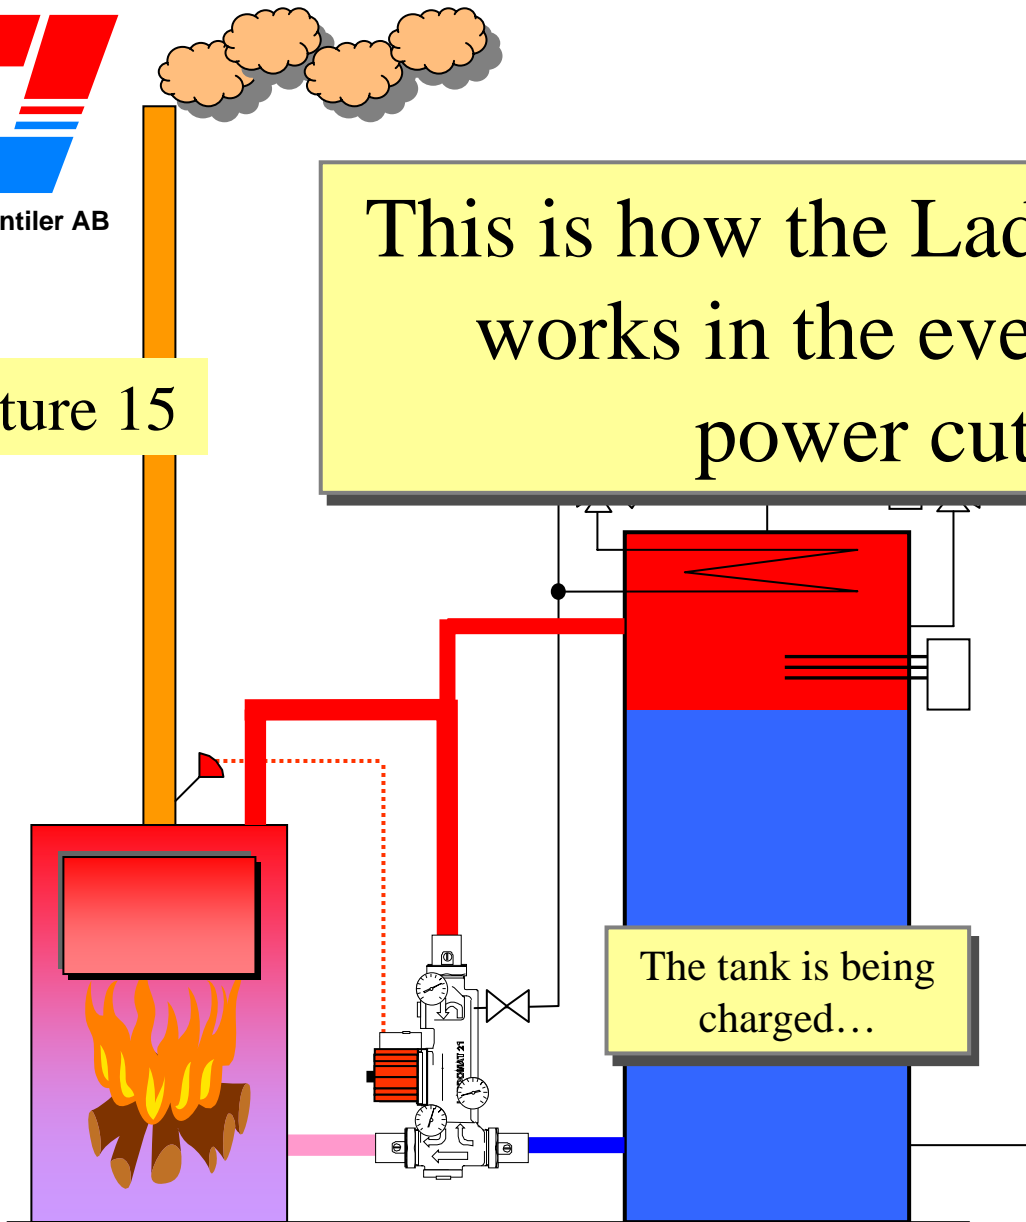 ntiler AB
This is how the Lad
works in the eve
power cut
ture 15
The tank is being
charged…